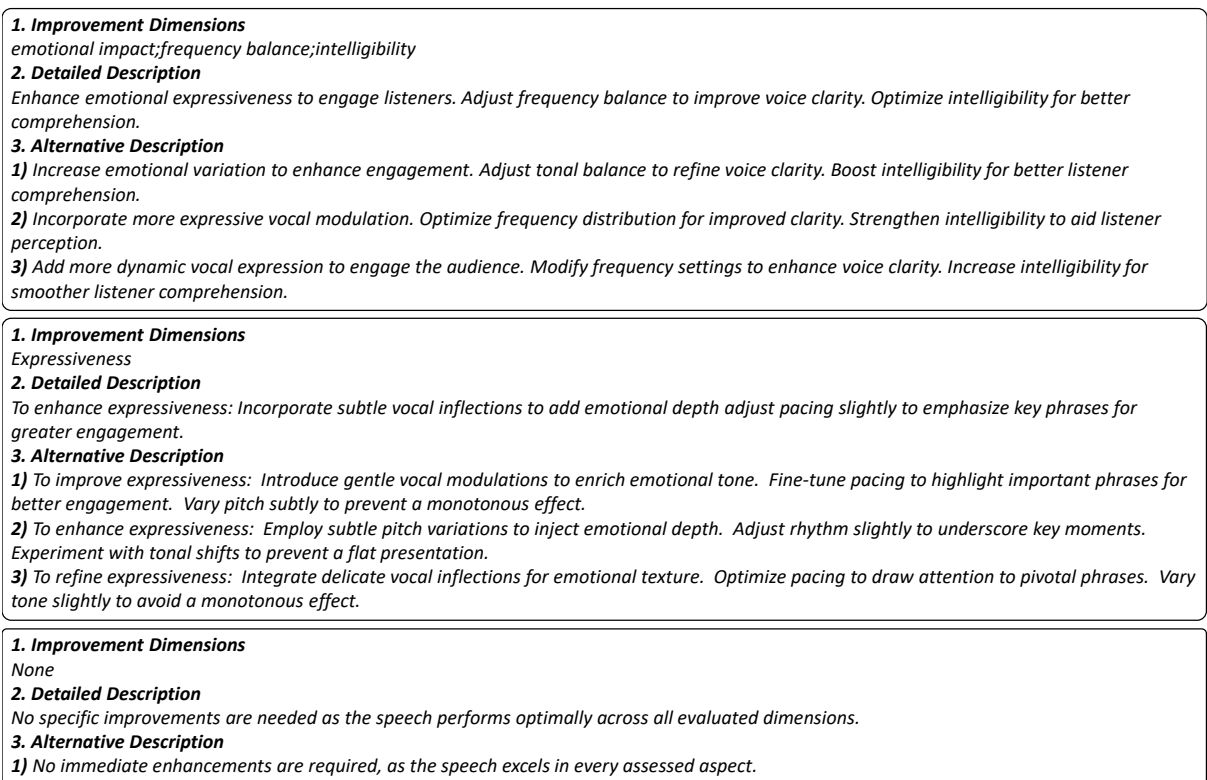 1. Improvement Dimensions
emotional impact;frequency balance;intelligibility
2. Detailed Description
Enhance emotional expressiveness to engage listeners. Adjust frequency balance to improve voice clarity. Optimize intelligibility for better
comprehension.
3. Alternative Description
1) Increase emotional variation to enhance engagement. Adjust tonal balance to refine voice clarity. Boost intelligibility for better listener
comprehension.
2) Incorporate more expressive vocal modulation. Optimize frequency distribution for improved clarity. Strengthen intelligibility to aid listener
perception.
3) Add more dynamic vocal expression to engage the audience. Modify frequency settings to enhance voice clarity. Increase intelligibility for
smoother listener comprehension.
1. Improvement Dimensions
Expressiveness
2. Detailed Description
To enhance expressiveness: Incorporate subtle vocal inflections to add emotional depth adjust pacing slightly to emphasize key phrases for
greater engagement.
3. Alternative Description
1) To improve expressiveness: Introduce gentle vocal modulations to enrich emotional tone. Fine-tune pacing to highlight important phrases for
better engagement. Vary pitch subtly to prevent a monotonous effect.
2) To enhance expressiveness: Employ subtle pitch variations to inject emotional depth. Adjust rhythm slightly to underscore key moments.
Experiment with tonal shifts to prevent a flat presentation.
3) To refine expressiveness: Integrate delicate vocal inflections for emotional texture. Optimize pacing to draw attention to pivotal phrases. Vary
tone slightly to avoid a monotonous effect.
1. Improvement Dimensions
None
2. Detailed Description
No specific improvements are needed as the speech performs optimally across all evaluated dimensions.
3. Alternative Description
1) No immediate enhancements are required, as the speech excels in every assessed aspect.